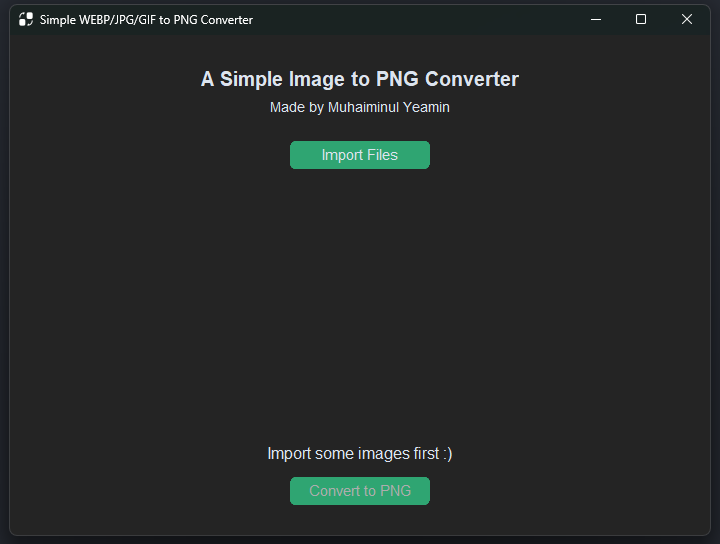 Simple WEBP/JPG/GIF to PNG Converter
A Simple Image to PNG Converter
Made by Muhaiminul Yeamin
Import Files
Import some images first :)
Convert to PNG